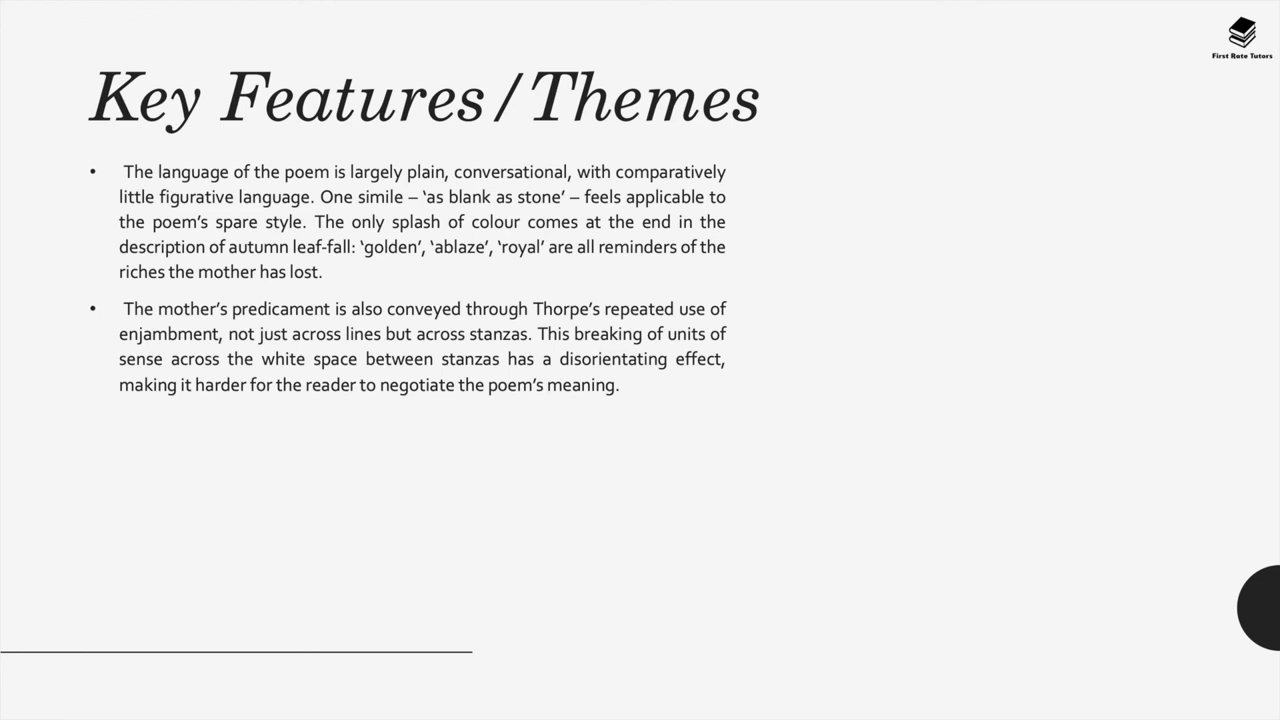 First Rate Tutors
Key Features/Themes
• The language of the poem is largely plain, conversational, with comparatively
little figurative language. One simile – ‘as blank as stone’ – feels applicable to
the poem’s spare style. The only splash of colour comes at the end in the
description of autumn leaf-fall: ‘golden’, ‘ablaze’, ‘royal’ are all reminders of the
riches the mother has lost.
• The mother’s predicament is also conveyed through Thorpe’s repeated use of
enjambment, not just across lines but across stanzas. This breaking of units of
sense across the white space between stanzas has a disorientating effect,
making it harder for the reader to negotiate the poem’s meaning.